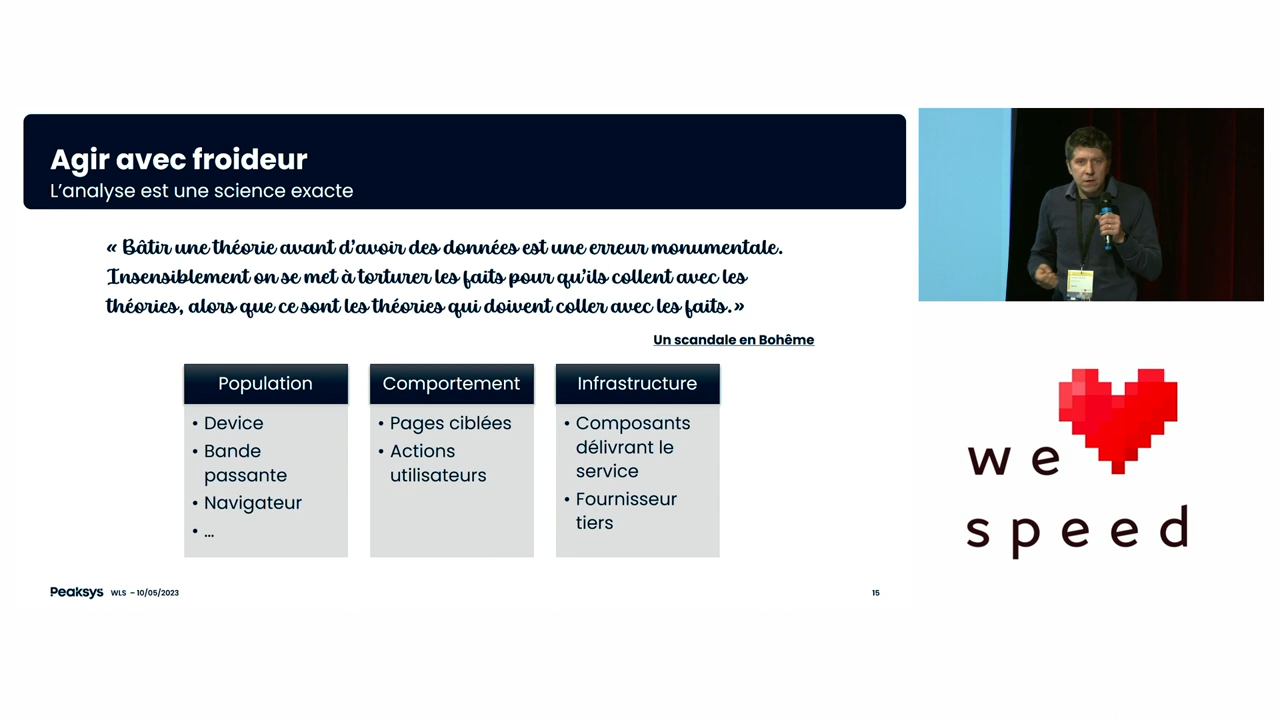 Agir avec froideur
L'analyse est une science exacte
« Bâtir une théorie avant d'avoir des données est une erreur monumentale.
Insensiblement on se met à torturer les faits pour qu'ils collent avec les
théories, alors que ce sont les théories qui doivent coller avec les faits.»
Un scandale en Bohême
Population
• Device
• Bande
passante
• Navigateur
• ...
Comportement
• Pages ciblées
• Actions
utilisateurs
Infrastructure
• Composants
délivrant le
service
• Fournisseur
tiers
Peaksys WLS – 10/05/2023
15
we
speed